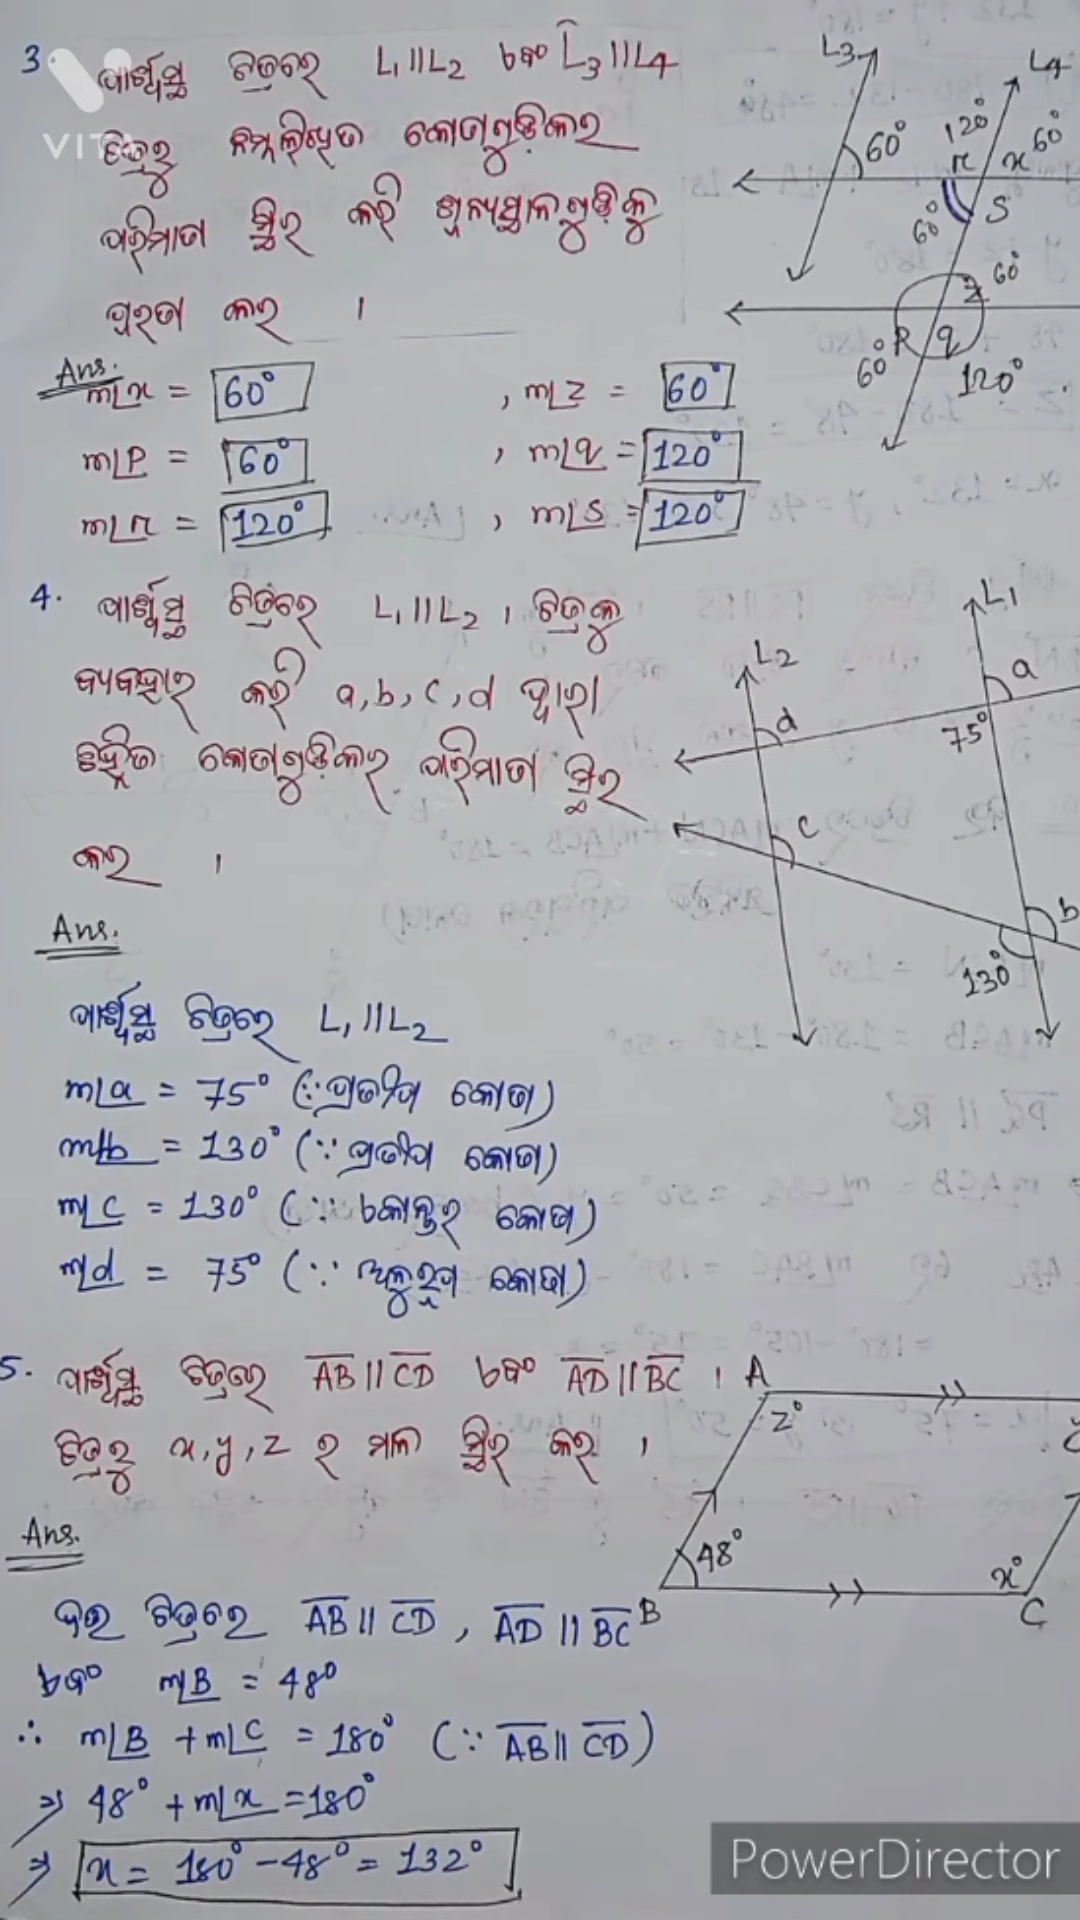 3. ପାର୍ଶ୍ୱସ୍ଥ ଚିତ୍ରରେ L₁||L₂ ଏବଂ L₃||L₄
ଚିତ୍ରରୁ ନିମ୍ନଲିଖିତ କୋଣଗୁଡ଼ିକର
ପରିମାଣ ସ୍ଥିର କରି ଶୂନ୍ୟସ୍ଥାନଗୁଡ଼ିକୁ
ପୂରଣ କର ।
Ans.
m∠x = 60° , m∠z = 60°
m∠P = 60° , m∠q = 120°
m∠r = 120° , m∠S = 120°
L₃
L₄
60°
120°
60°
r x
60° S
z 60°
60° P q
120°
4. ପାର୍ଶ୍ୱସ୍ଥ ଚିତ୍ରରେ L₁||L₂ । ଚିତ୍ରକୁ
ବ୍ୟବହାର କରି a, b, c, d ଦ୍ୱାରା
ଚିହ୍ନିତ କୋଣଗୁଡ଼ିକର ପରିମାଣ ସ୍ଥିର
କର ।
L₁
L₂
a
d
75°
c
b
130°
Ans.
ପାର୍ଶ୍ୱସ୍ଥ ଚିତ୍ରରେ L₁||L₂
m∠a = 75° (∵ ପ୍ରତୀପ କୋଣ)
m∠b = 130° (∵ ପ୍ରତୀପ କୋଣ)
m∠c = 130° (∵ ଏକାନ୍ତର କୋଣ)
m∠d = 75° (∵ ଅନୁରୂପ କୋଣ)
5. ପାର୍ଶ୍ୱସ୍ଥ ଚିତ୍ରରେ AB||CD ଏବଂ AD||BC ।
ଚିତ୍ରରୁ x, y, z ର ମାନ ସ୍ଥିର କର ।
A
z°
y
48°
x°
B
C
Ans.
ଦତ୍ତ ଚିତ୍ରରେ AB||CD, AD||BC
ଏବଂ m∠B = 48°
∴ m∠B + m∠C = 180° (∵ AB||CD)
⇒ 48° + m∠x = 180°
⇒ x = 180° - 48° = 132°
VITA
PowerDirector